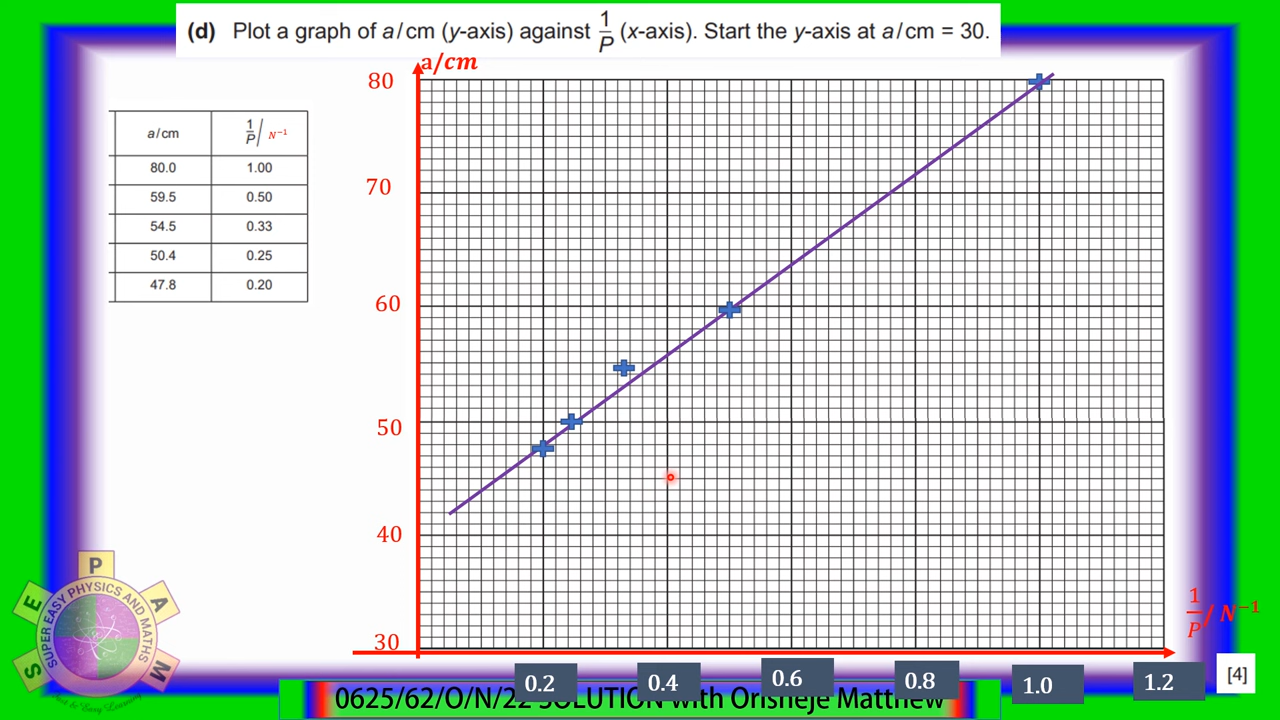 (d) Plot a graph of a/cm (y-axis) against 1/P (x-axis). Start the y-axis at a/cm = 30.
a/cm
80
70
60
50
40
30
a/cm 1/P / N⁻¹
80.0 1.00
59.5 0.50
54.5 0.33
50.4 0.25
47.8 0.20
1/P / N⁻¹
0.2 0.4 0.6 0.8 1.0 1.2
[4]
S E P A M
SUPER EASY PHYSICS AND MATHS
0625/62/O/N/22 SOLUTION with Orisheje Matthew